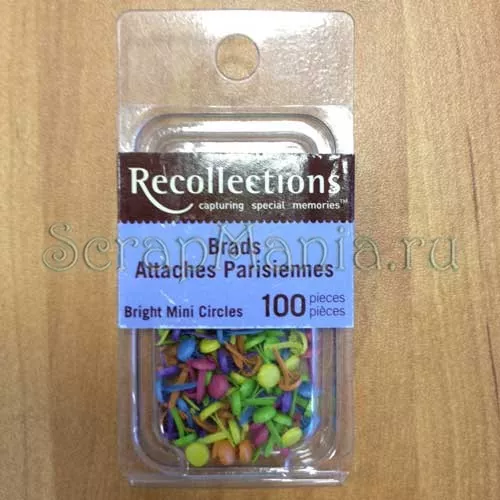 Recollections
capturing special memories™
ScrapMania.ru
Brads
Attaches Parisiennes
Bright Mini Circles 100 pieces
pièces